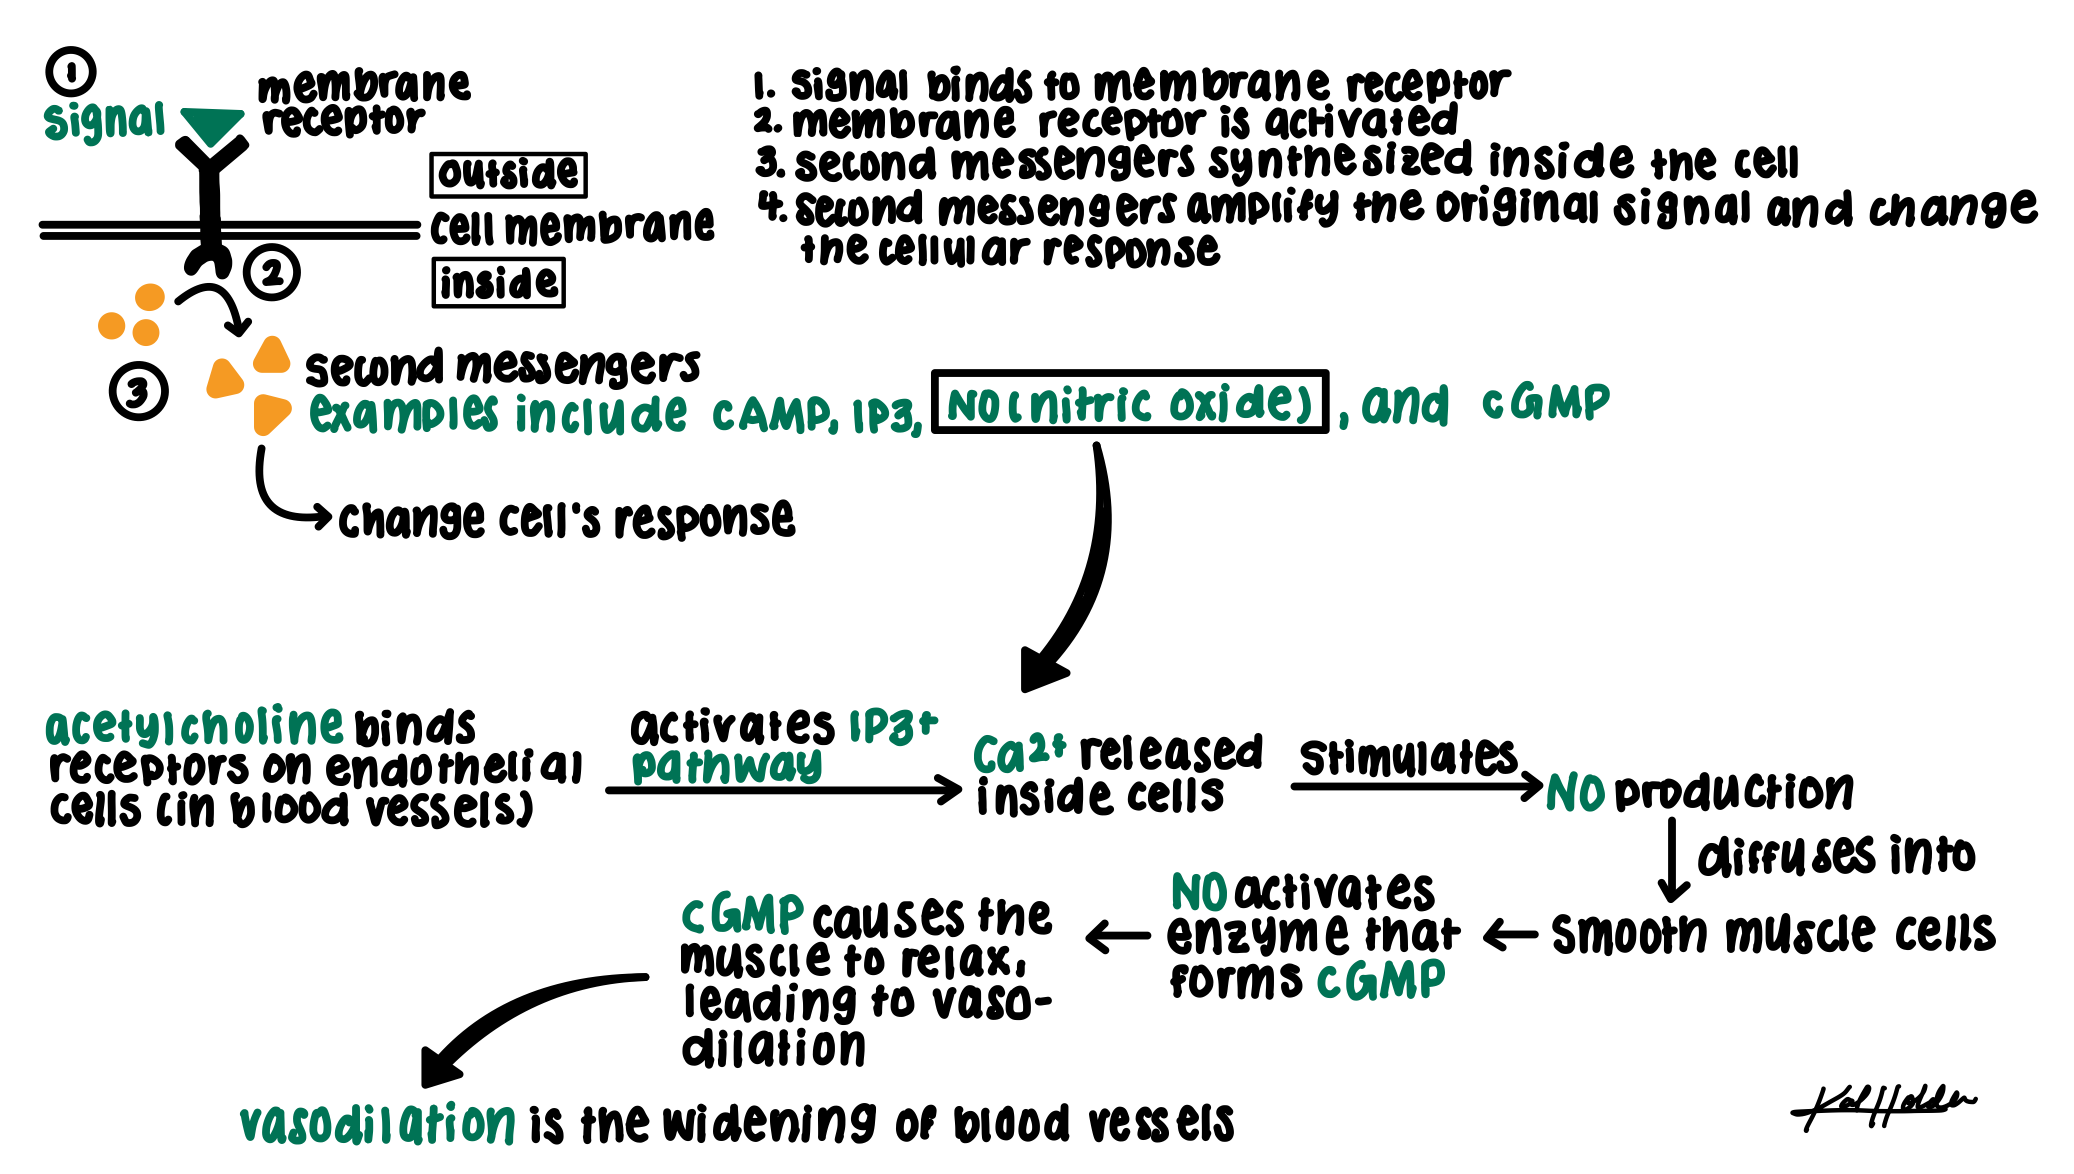 1
signal
membrane
receptor
outside
cell membrane
inside
2
3
second messengers
examples include cAMP, IP3, NO (nitric oxide), and cGMP
change cell's response
1. signal binds to membrane receptor
2. membrane receptor is activated
3. second messengers synthesized inside the cell
4. second messengers amplify the original signal and change
the cellular response
acetylcholine binds
receptors on endothelial
cells (in blood vessels)
activates IP3+
pathway
Ca2+ released
inside cells
stimulates
NO production
diffuses into
smooth muscle cells
NO activates
enzyme that
forms cGMP
cGMP causes the
muscle to relax,
leading to vaso-
dilation
vasodilation is the widening of blood vessels
Kal Holder